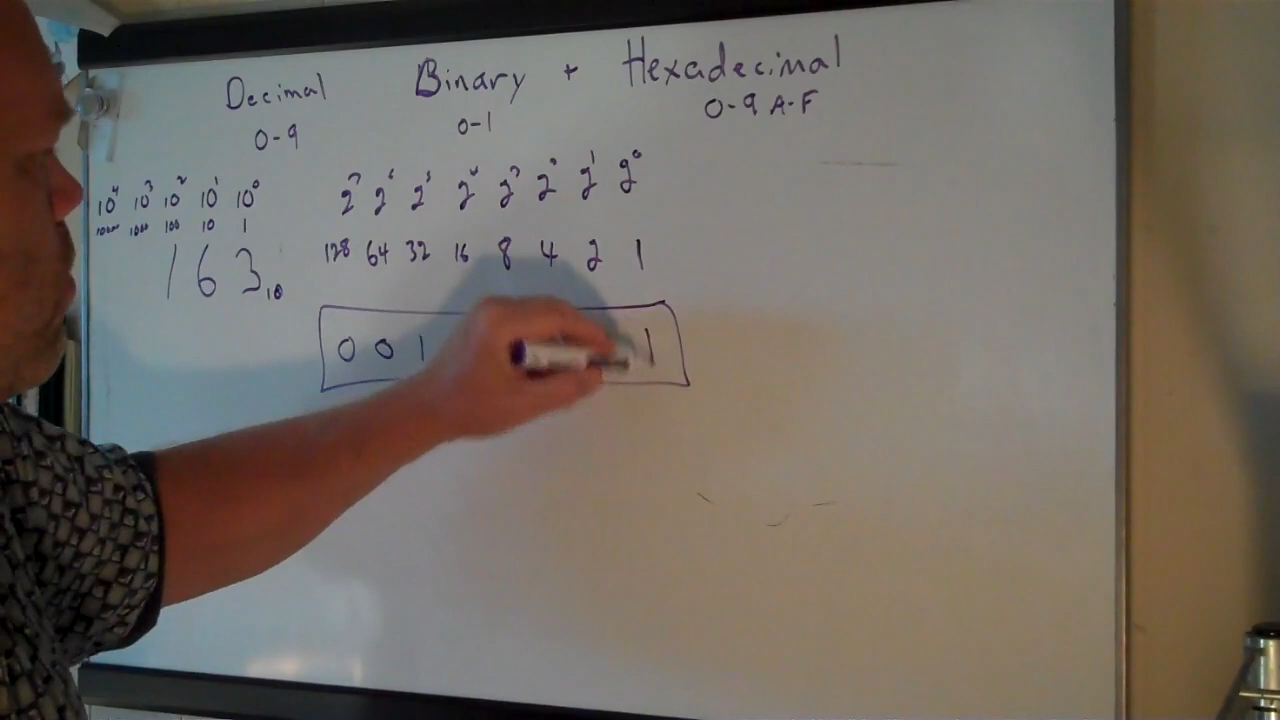 Decimal Binary + Hexadecimal
0-9 0-1 0-9 A-F
10⁴ 10³ 10² 10¹ 10⁰ 2⁷ 2⁶ 2⁵ 2⁴ 2³ 2² 2¹ 2⁰
1000 100 10 1 128 64 32 16 8 4 2 1
163₁₀
0 0 1 1